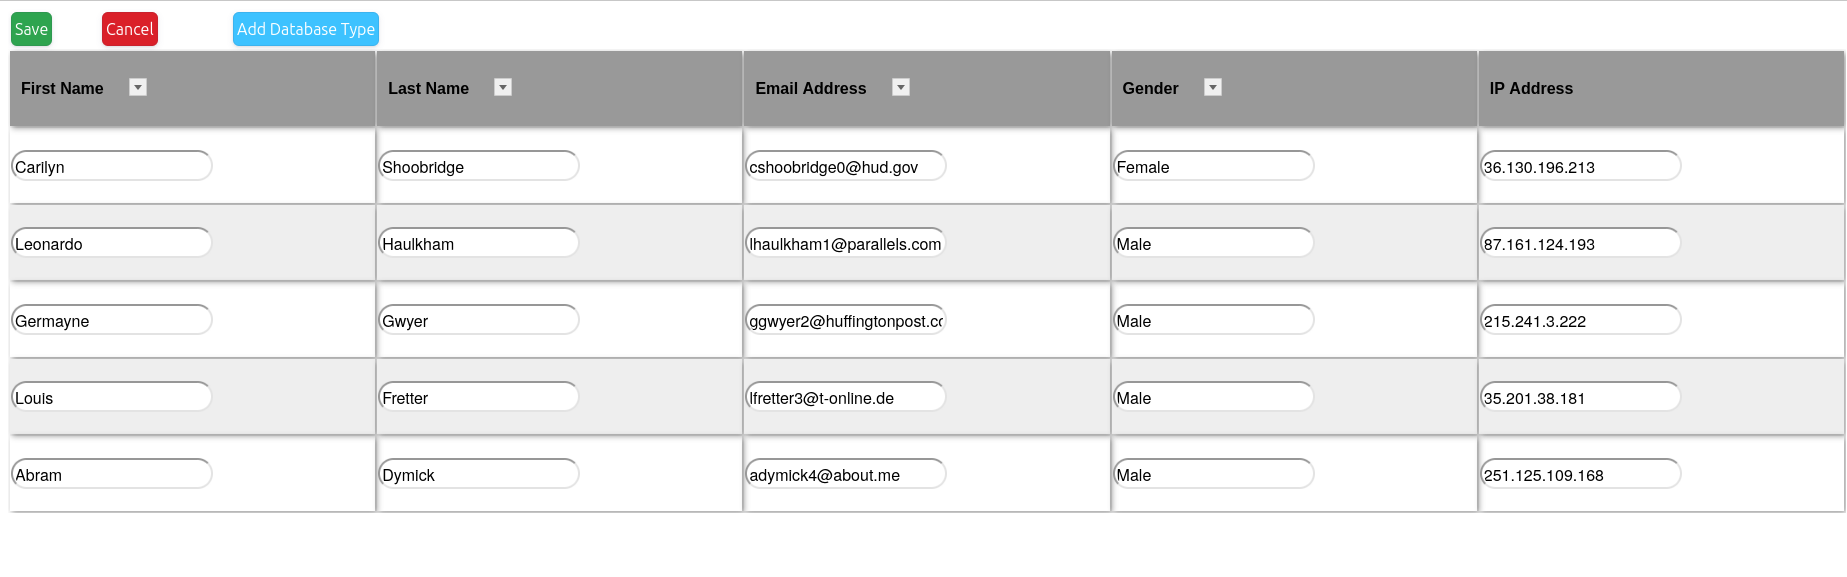 Save Cancel Add Database Type
First Name Last Name Email Address Gender IP Address
Carilyn Shoobridge cshoobridge0@hud.gov Female 36.130.196.213
Leonardo Haulkham lhaulkham1@parallels.com Male 87.161.124.193
Germayne Gwyer ggwyer2@huffingtonpost.co Male 215.241.3.222
Louis Fretter lfretter3@t-online.de Male 35.201.38.181
Abram Dymick adymick4@about.me Male 251.125.109.168